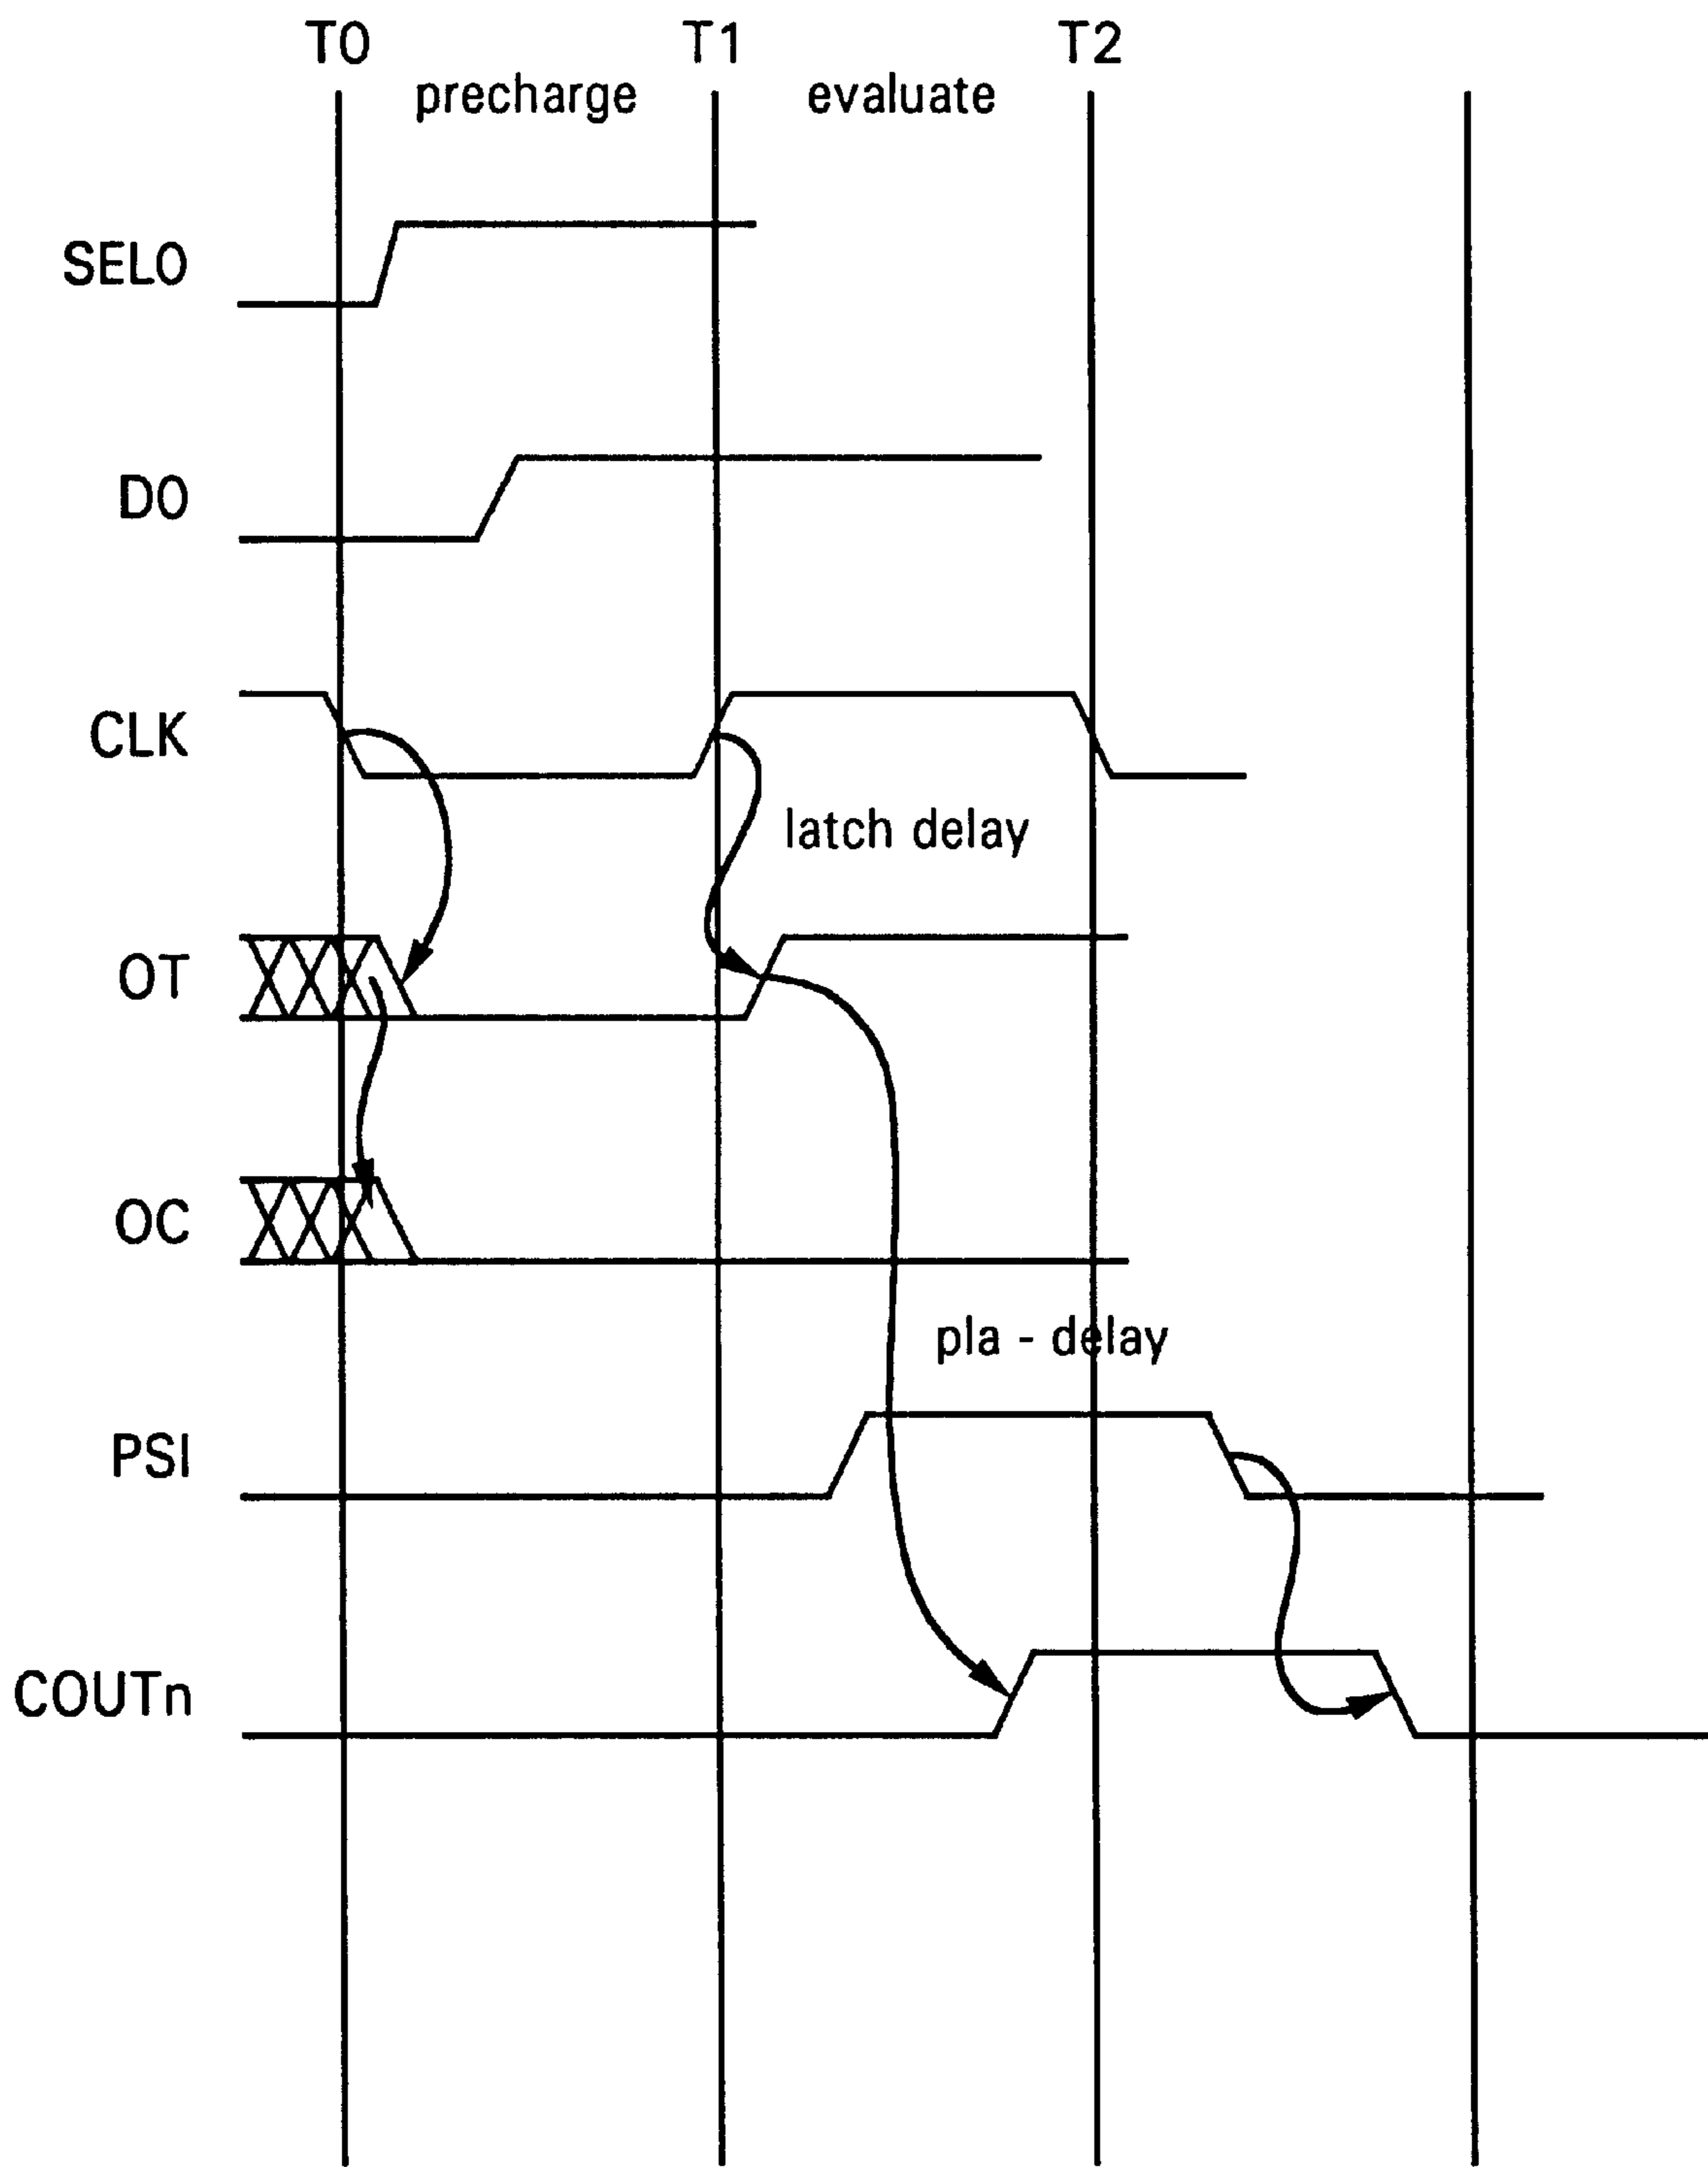 T0 T1 T2
precharge evaluate
SEL0
D0
CLK
latch delay
OT
OC
pla - delay
PSI
COUTn